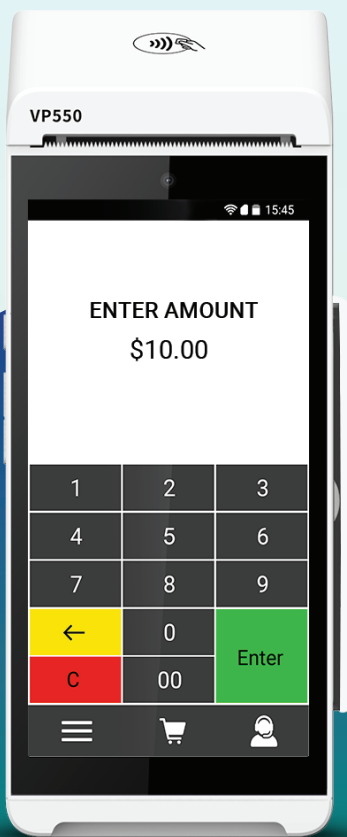 VP550
15:45
ENTER AMOUNT
$10.00
1 2 3
4 5 6
7 8 9
← 0 Enter
C 00